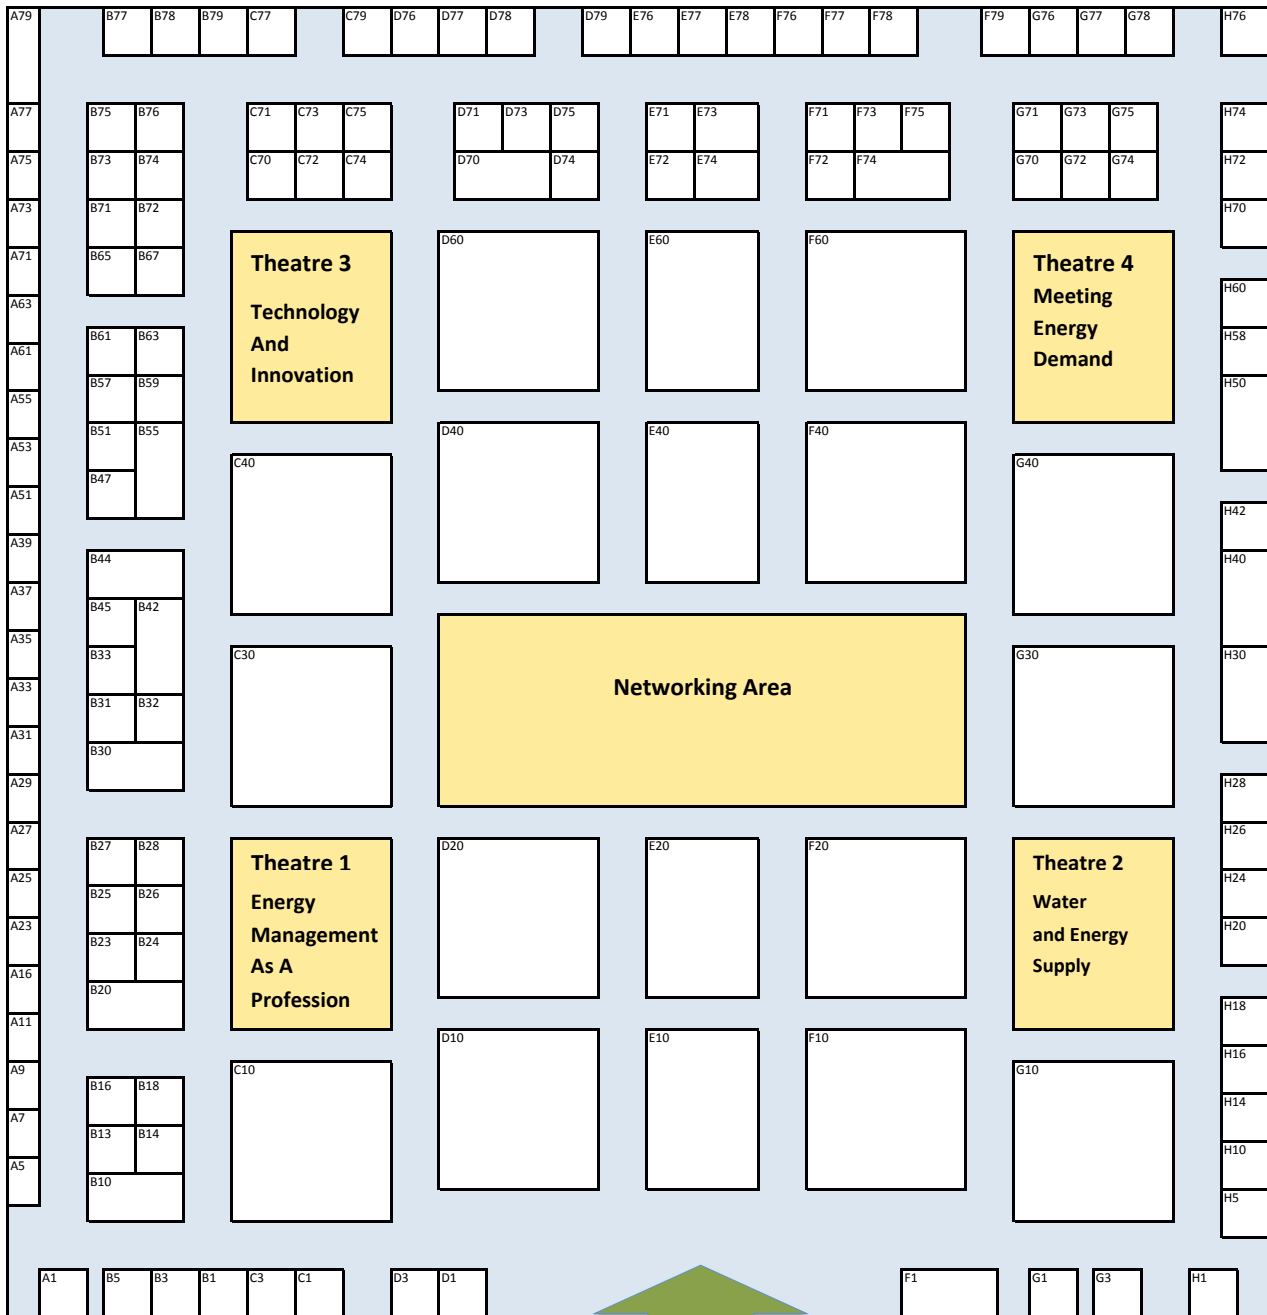 A79
B77 B78 B79 C77
C79 D76 D77 D78
D79 E76 E77 E78 F76 F77 F78
F79 G76 G77 G78
H76
A77
B75 B76
C71 C73 C75
D71 D73 D75
E71 E73
F71 F73 F75
G71 G73 G75
H74
A75
B73 B74
C70 C72 C74
D70 D74
E72 E74
F72 F74
G70 G72 G74
H72
A73
B71 B72
H70
A71
B65 B67
Theatre 3
Technology
And
Innovation
D60
E60
F60
Theatre 4
Meeting
Energy
Demand
A63
H60
A61
B61 B63
H58
A55
B57 B59
H50
A53
B51 B55
D40
E40
F40
C40
G40
B47
A51
H42
A39
B44
H40
A37
B45 B42
A35
B33
C30
Networking Area
G30
H30
A33
B31 B32
A31
B30
A29
H28
A27
B27 B28
Theatre 1
Energy
Management
As A
Profession
D20
E20
F20
Theatre 2
Water
and Energy
Supply
H26
A25
B25 B26
H24
A23
B23 B24
H20
A16
B20
A11
H18
D10
E10
F10
A9
C10
G10
H16
B16 B18
A7
B13 B14
H14
A5
B10
H10
H5
A1
B5 B3 B1 C3 C1
D3 D1
F1
G1
G3
H1